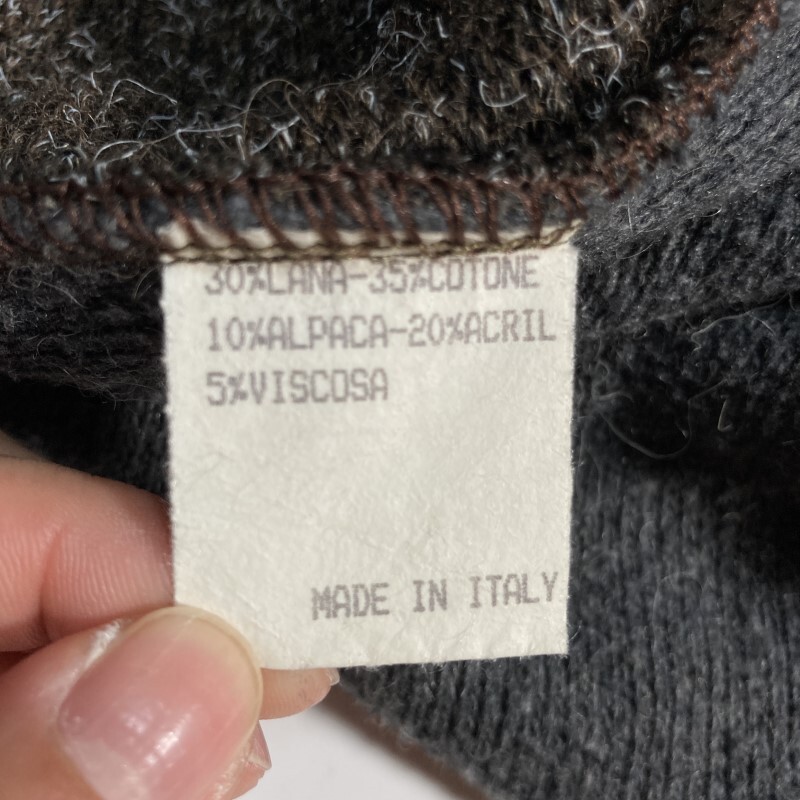 30%LANA-35%COTONE
10%ALPACA-20%ACRIL
5%VISCOSA
MADE IN ITALY